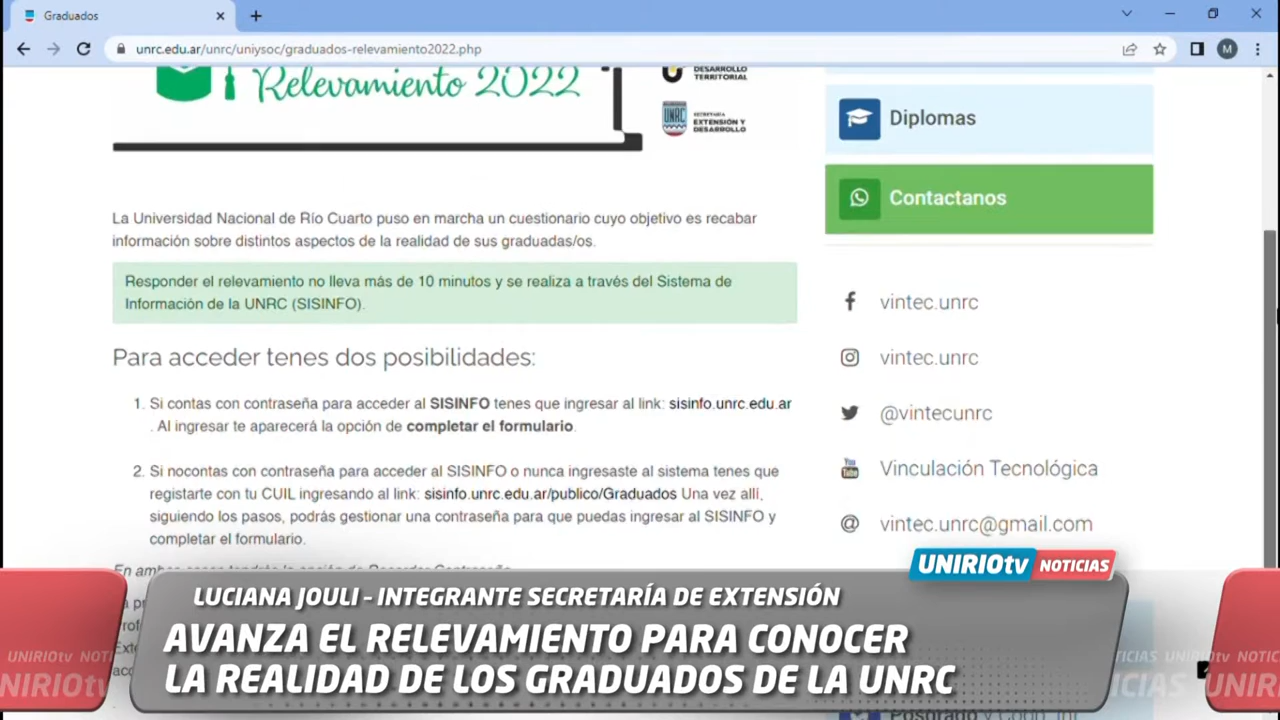 Graduados
unrc.edu.ar/unrc/uniysoc/graduados-relevamiento2022.php
M
Relevamiento 2022
DESARROLLO
TERRITORIAL
UNRC
SECRETARÍA
EXTENSIÓN Y
DESARROLLO
La Universidad Nacional de Río Cuarto puso en marcha un cuestionario cuyo objetivo es recabar
información sobre distintos aspectos de la realidad de sus graduadas/os.
Responder el relevamiento no lleva más de 10 minutos y se realiza a través del Sistema de
Información de la UNRC (SISINFO).
Para acceder tenes dos posibilidades:
1. Si contas con contraseña para acceder al SISINFO tenes que ingresar al link: sisinfo.unrc.edu.ar
. Al ingresar te aparecerá la opción de completar el formulario.
2. Si nocontas con contraseña para acceder al SISINFO o nunca ingresaste al sistema tenes que
registarte con tu CUIL ingresando al link: sisinfo.unrc.edu.ar/publico/Graduados Una vez allí,
siguiendo los pasos, podrás gestionar una contraseña para que puedas ingresar al SISINFO y
completar el formulario.
Diplomas
Contactanos
vintec.unrc
vintec.unrc
@vintecunrc
You
Tube
Vinculación Tecnológica
@ vintec.unrc@gmail.com
UNIRIOtv NOTICIAS
LUCIANA JOULI - INTEGRANTE SECRETARÍA DE EXTENSIÓN
AVANZA EL RELEVAMIENTO PARA CONOCER
LA REALIDAD DE LOS GRADUADOS DE LA UNRC